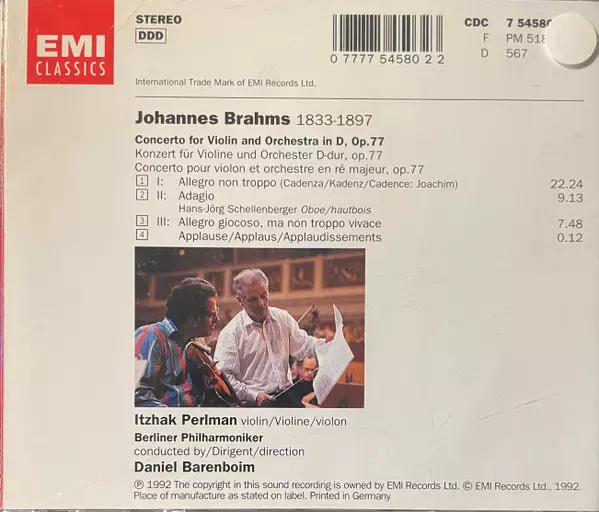 EMI
CLASSICS
STEREO
DDD
0 7777 54580 2 2
CDC 7 54580
F PM 518
D 567
International Trade Mark of EMI Records Ltd.
Johannes Brahms 1833-1897
Concerto for Violin and Orchestra in D, Op.77
Konzert für Violine und Orchester D-dur, op.77
Concerto pour violon et orchestre en ré majeur, op.77
1 I: Allegro non troppo (Cadenza/Kadenz/Cadence: Joachim) 22.24
2 II: Adagio 9.13
Hans-Jörg Schellenberger Oboe/hautbois
3 III: Allegro giocoso, ma non troppo vivace 7.48
4 Applause/Applaus/Applaudissements 0.12
Itzhak Perlman violin/Violine/violon
Berliner Philharmoniker
conducted by/Dirigent/direction
Daniel Barenboim
℗ 1992 The copyright in this sound recording is owned by EMI Records Ltd. © EMI Records Ltd., 1992.
Place of manufacture as stated on label. Printed in Germany